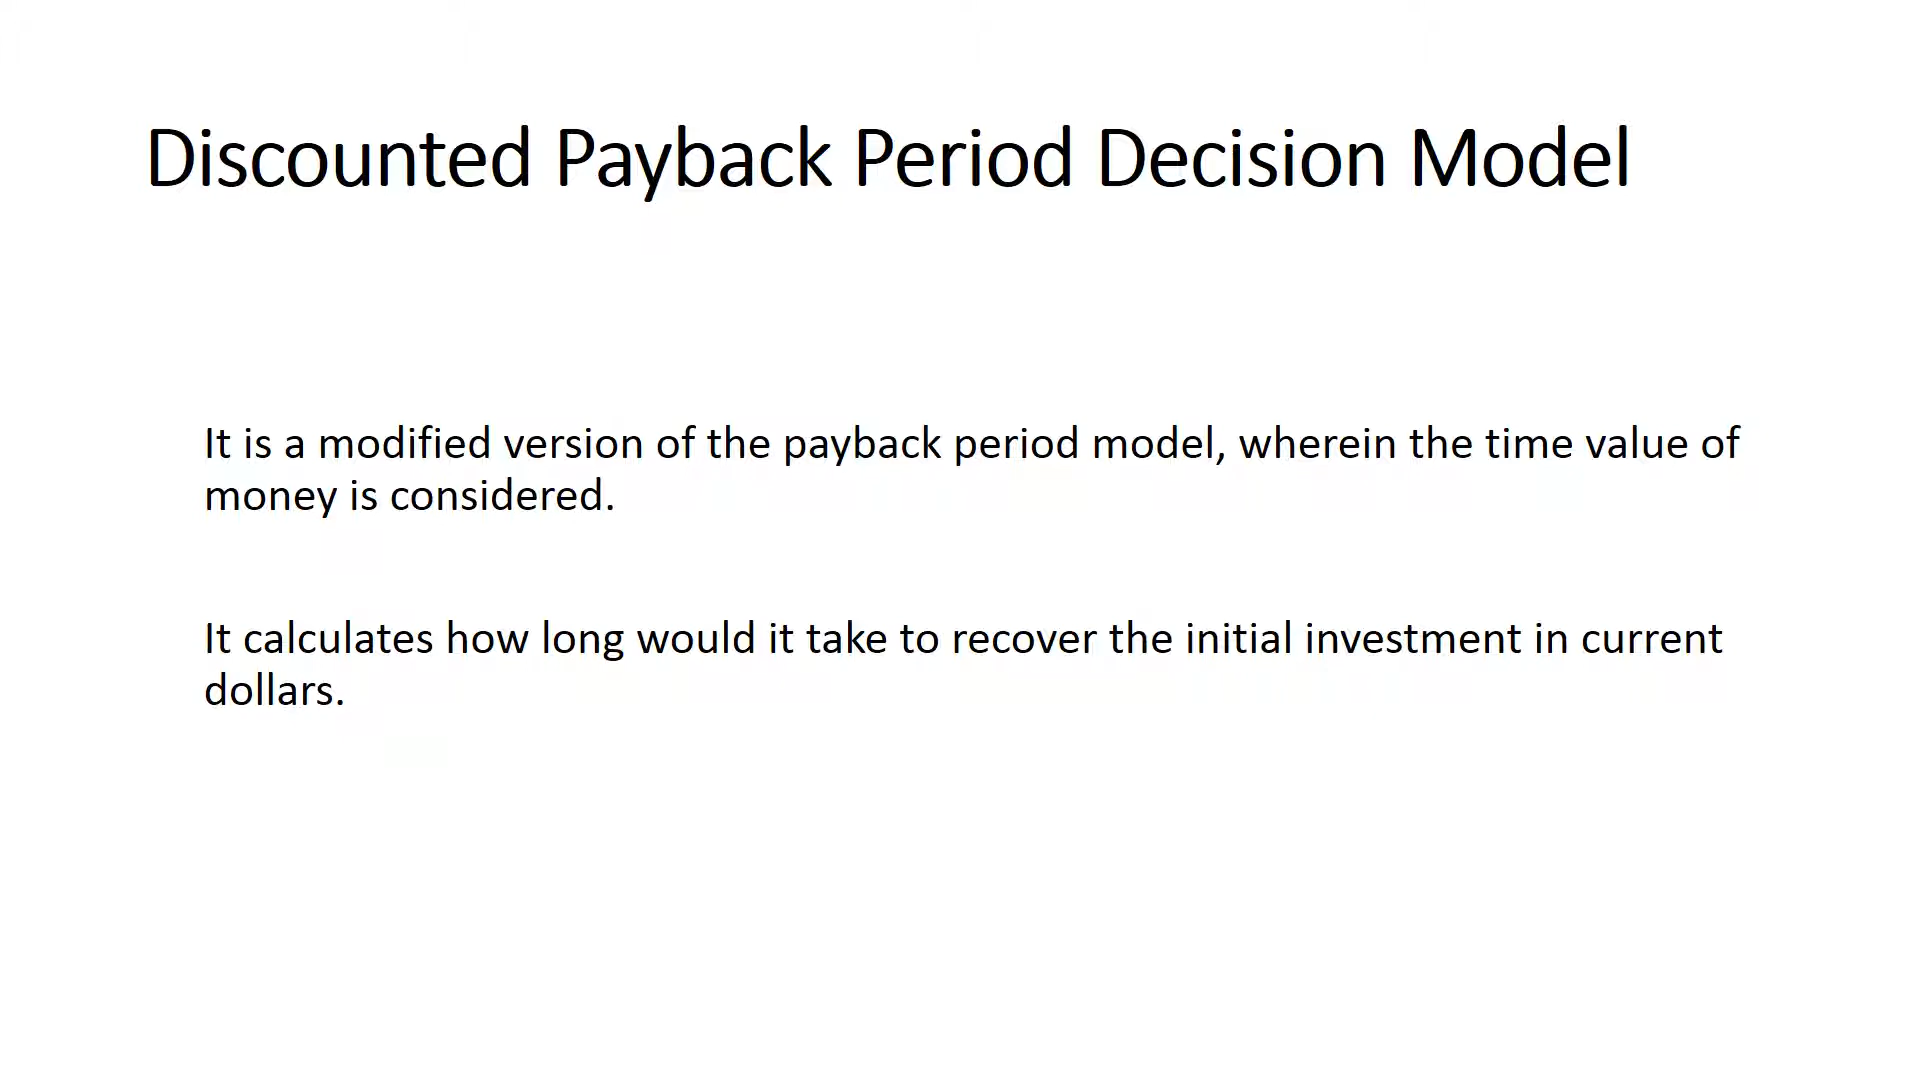 Discounted Payback Period Decision Model
It is a modified version of the payback period model, wherein the time value of
money is considered.
It calculates how long would it take to recover the initial investment in current
dollars.